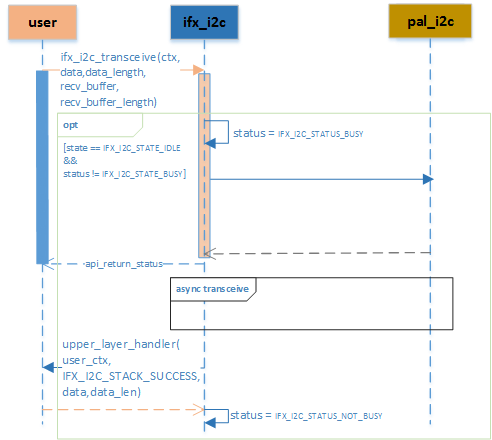 user
ifx_i2c
pal_i2c
ifx_i2c_transceive(ctx,
data,data_length,
recv_buffer,
recv_buffer_length)
opt
status = IFX_I2C_STATUS_BUSY
[state == IFX_I2C_STATE_IDLE
&&
status != IFX_I2C_STATE_BUSY]
api_return_status
async transceive
upper_layer_handler(
user_ctx,
IFX_I2C_STACK_SUCCESS,
data,data_len)
status = IFX_I2C_STATUS_NOT_BUSY